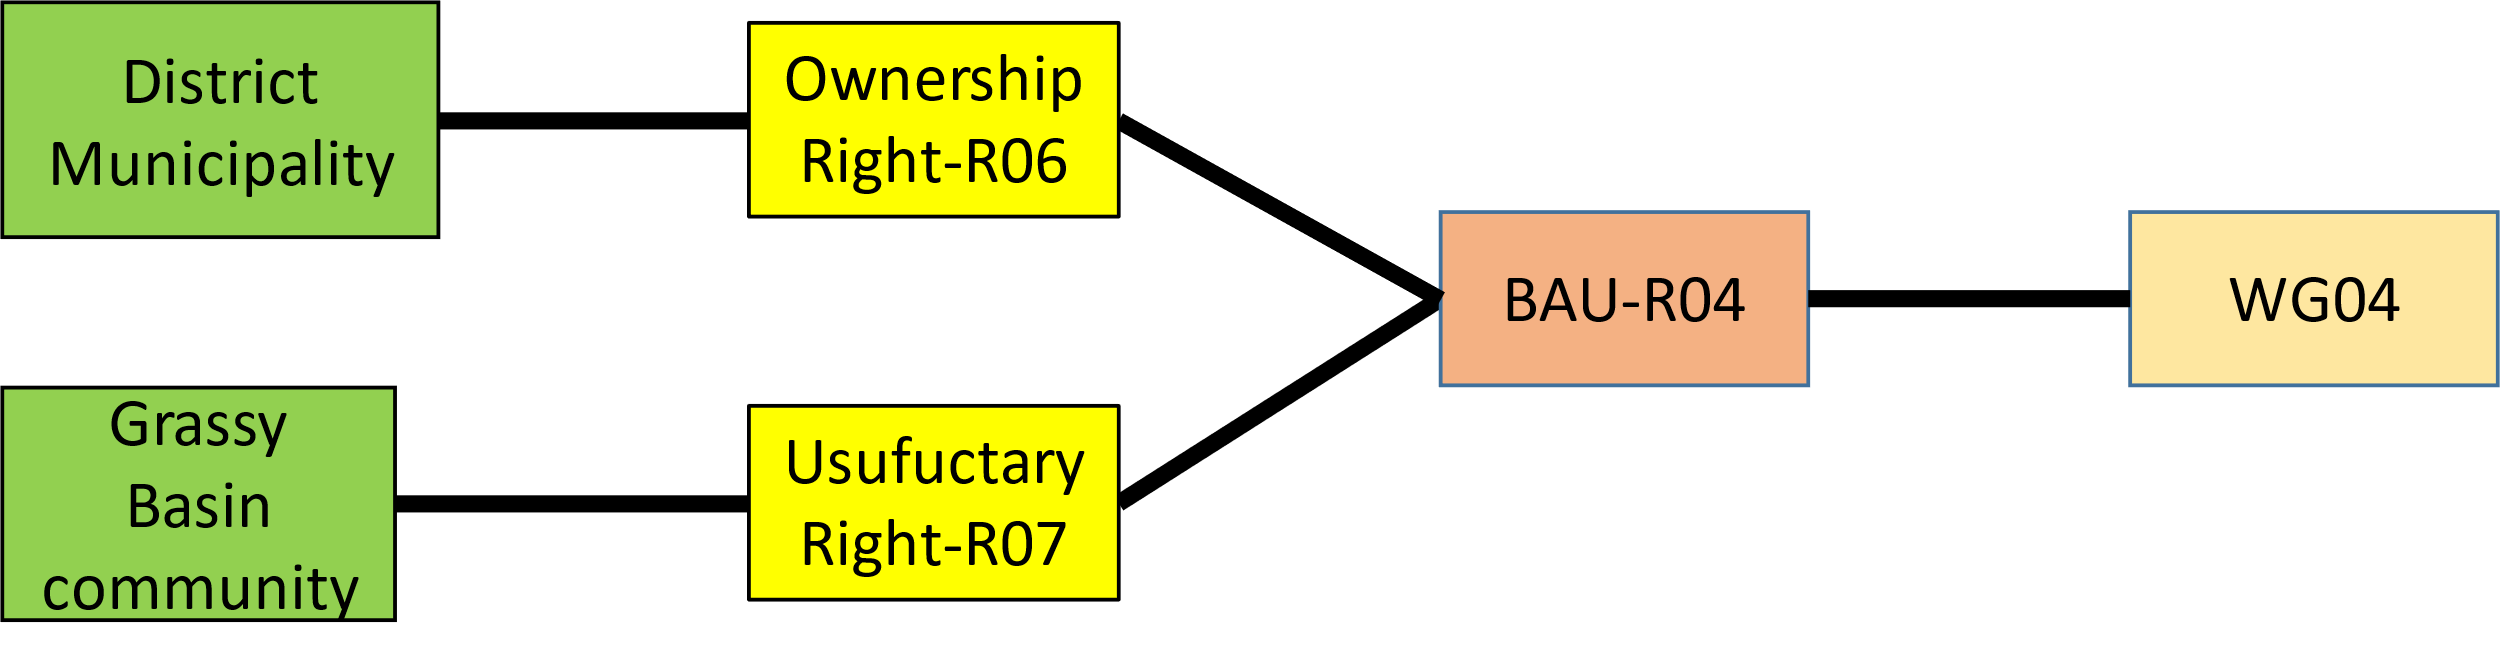 District
Municipality
Ownership
Right-R06
Grassy
Basin
community
Usufuctary
Right-R07
BAU-R04
WG04